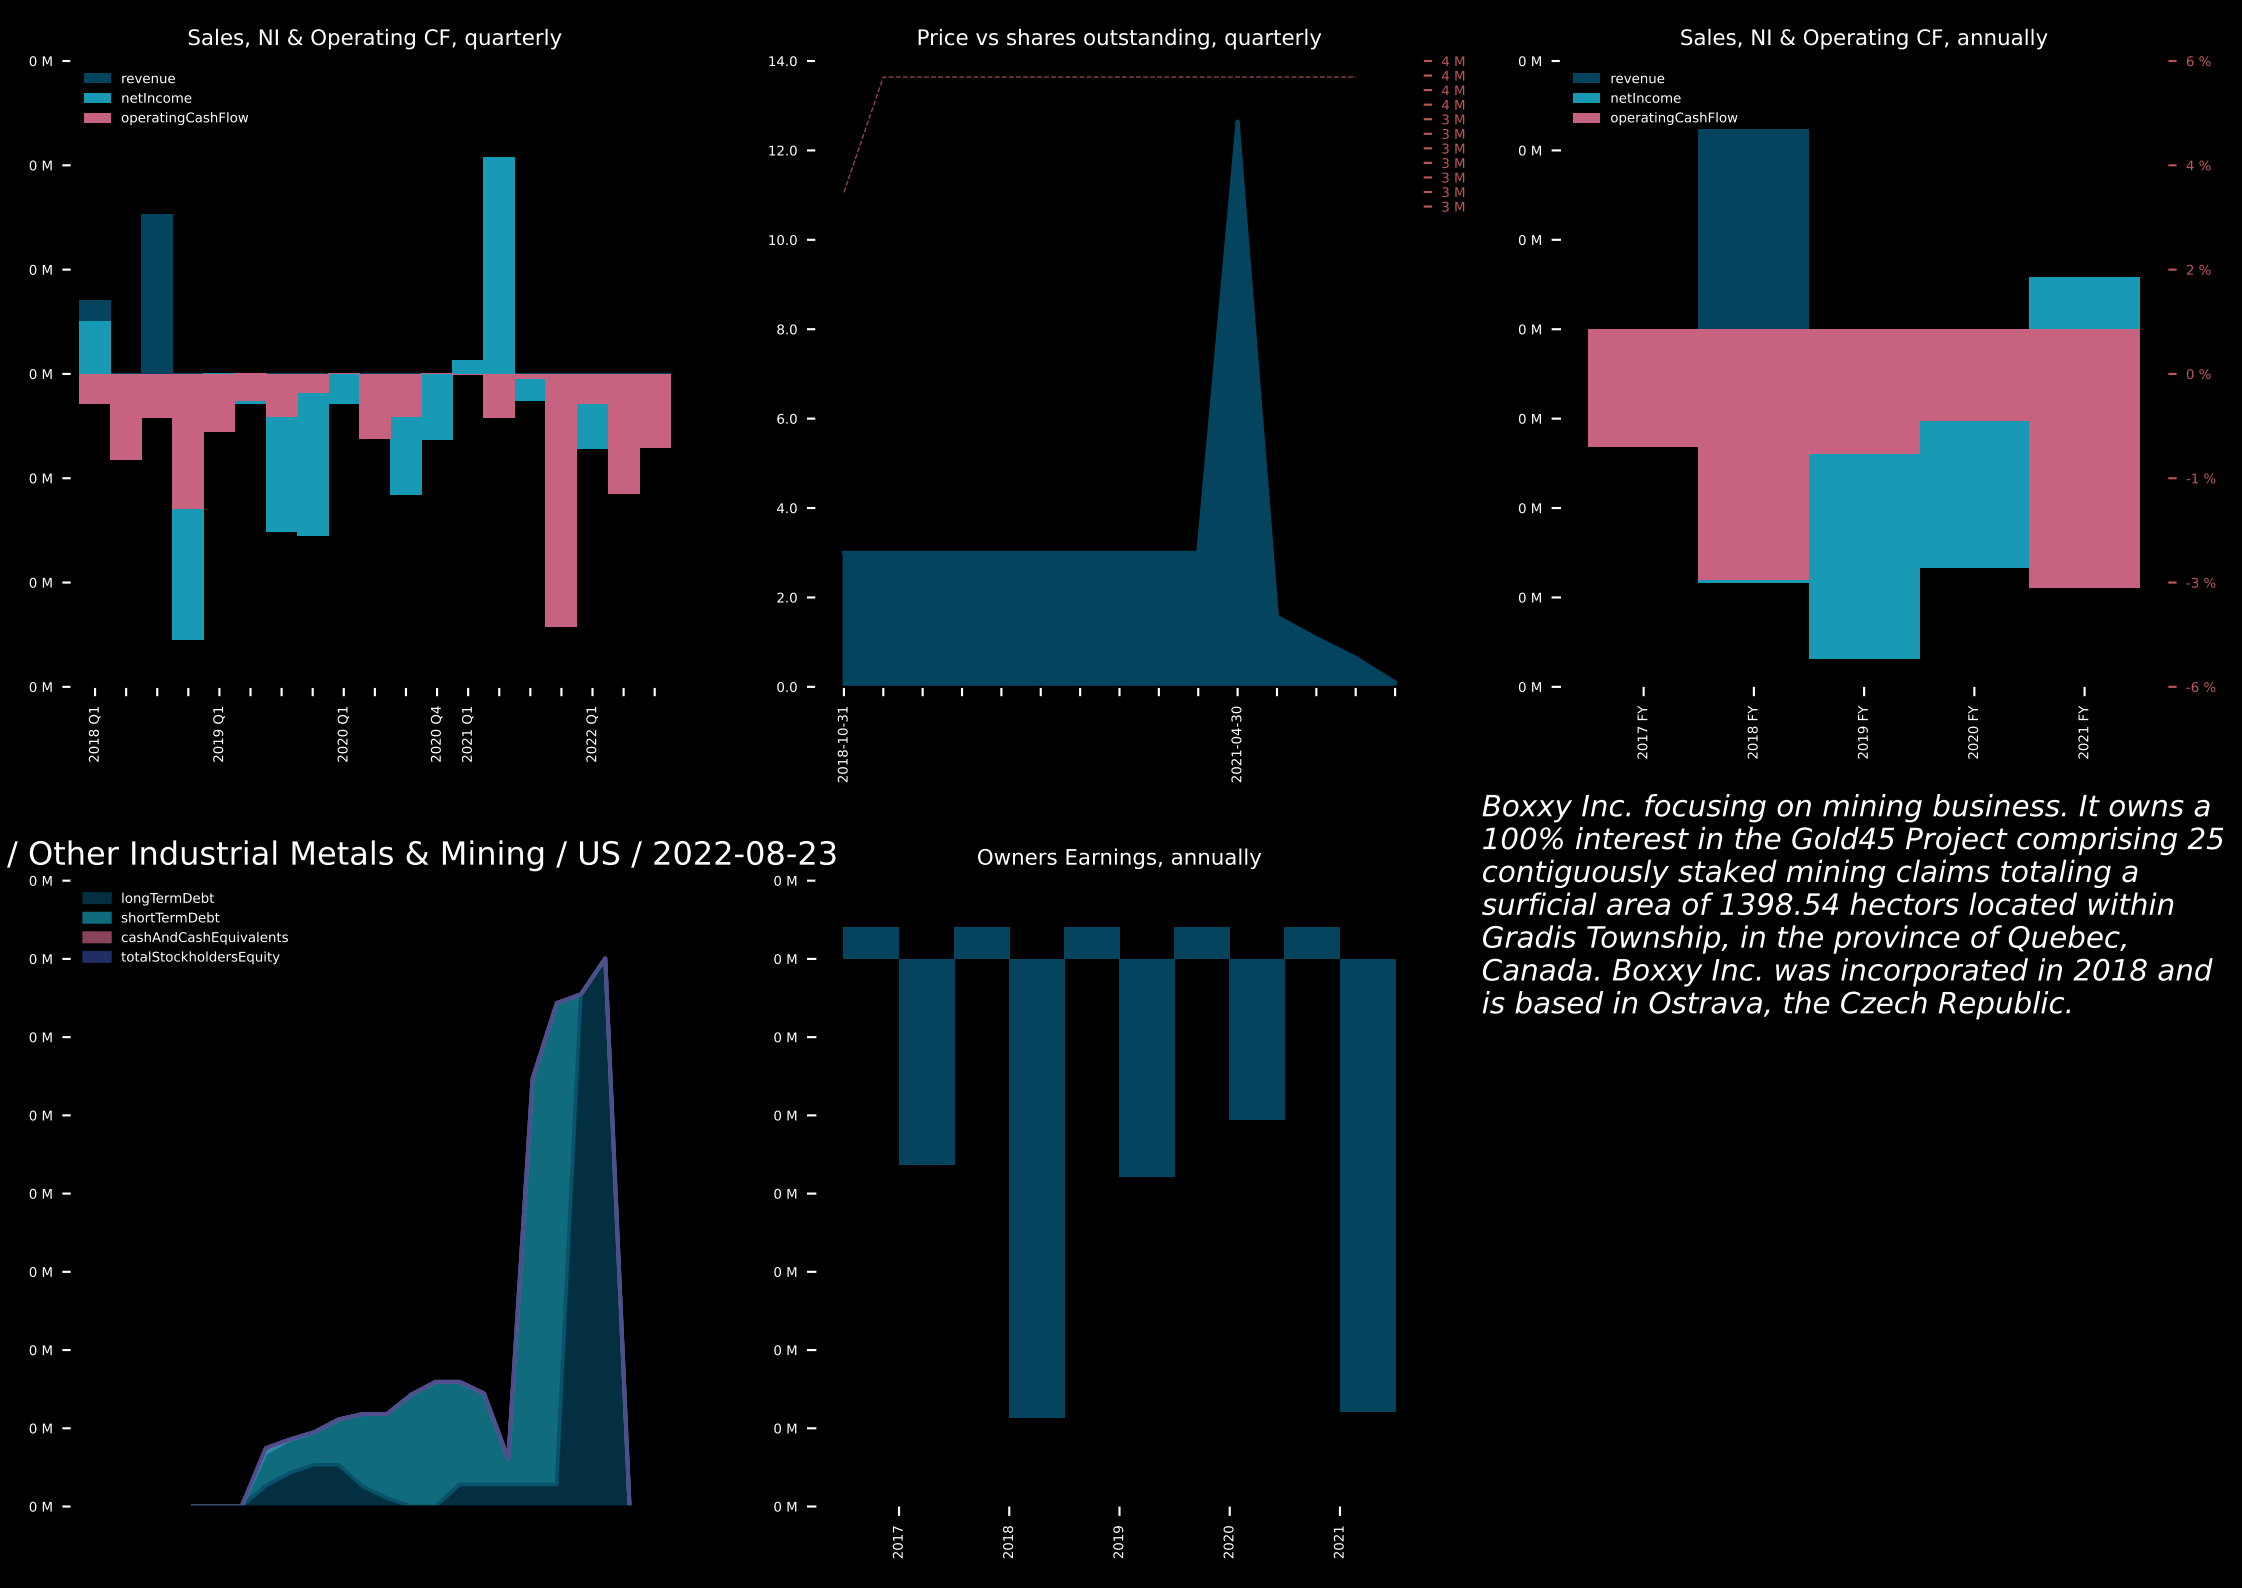 Sales, NI & Operating CF, quarterly
0 M
0 M
0 M
0 M
0 M
0 M
0 M
revenue
netIncome
operatingCashFlow
2018 Q1
2019 Q1
2020 Q1
2020 Q4
2021 Q1
2022 Q1
Price vs shares outstanding, quarterly
14.0
12.0
10.0
8.0
6.0
4.0
2.0
0.0
4 M
4 M
4 M
4 M
3 M
3 M
3 M
3 M
3 M
3 M
3 M
2018-10-31
2021-04-30
Sales, NI & Operating CF, annually
0 M
0 M
0 M
0 M
0 M
0 M
0 M
0 M
revenue
netIncome
operatingCashFlow
6 %
4 %
2 %
0 %
-1 %
-3 %
-6 %
2017 FY
2018 FY
2019 FY
2020 FY
2021 FY
/ Other Industrial Metals & Mining / US / 2022-08-23
0 M
0 M
0 M
0 M
0 M
0 M
0 M
0 M
0 M
longTermDebt
shortTermDebt
cashAndCashEquivalents
totalStockholdersEquity
Owners Earnings, annually
0 M
0 M
0 M
0 M
0 M
0 M
0 M
0 M
0 M
2017
2018
2019
2020
2021
Boxxy Inc. focusing on mining business. It owns a
100% interest in the Gold45 Project comprising 25
contiguously staked mining claims totaling a
surficial area of 1398.54 hectors located within
Gradis Township, in the province of Quebec,
Canada. Boxxy Inc. was incorporated in 2018 and
is based in Ostrava, the Czech Republic.